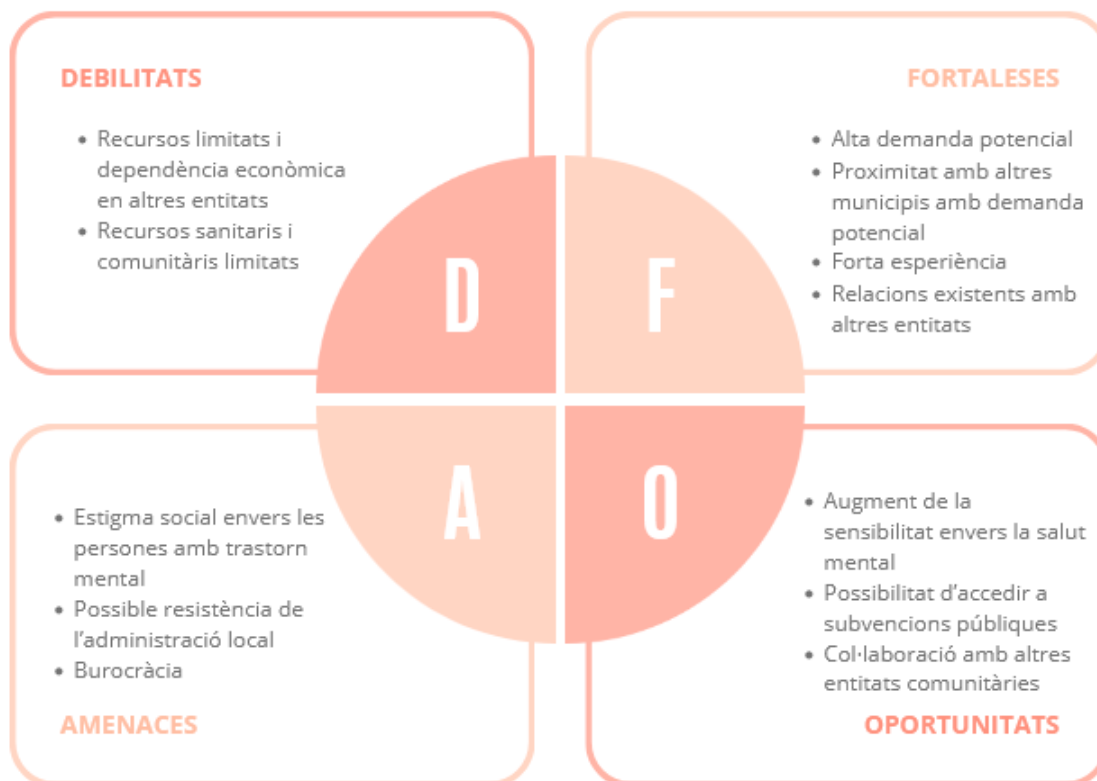 DEBILITATS
• Recursos limitats i
dependència econòmica
en altres entitats
• Recursos sanitaris i
comunitàris limitats
FORTALESES
• Alta demanda potencial
• Proximitat amb altres
municipis amb demanda
potencial
• Forta esperiència
• Relacions existents amb
altres entitats
D
F
A
O
• Estigma social envers les
persones amb trastorn
mental
• Possible resistència de
l'administració local
• Burocràcia
AMENACES
• Augment de la
sensibilitat envers la salut
mental
• Possibilitat d'accedir a
subvencions públiques
• Col·laboració amb altres
entitats comunitàries
OPORTUNITATS